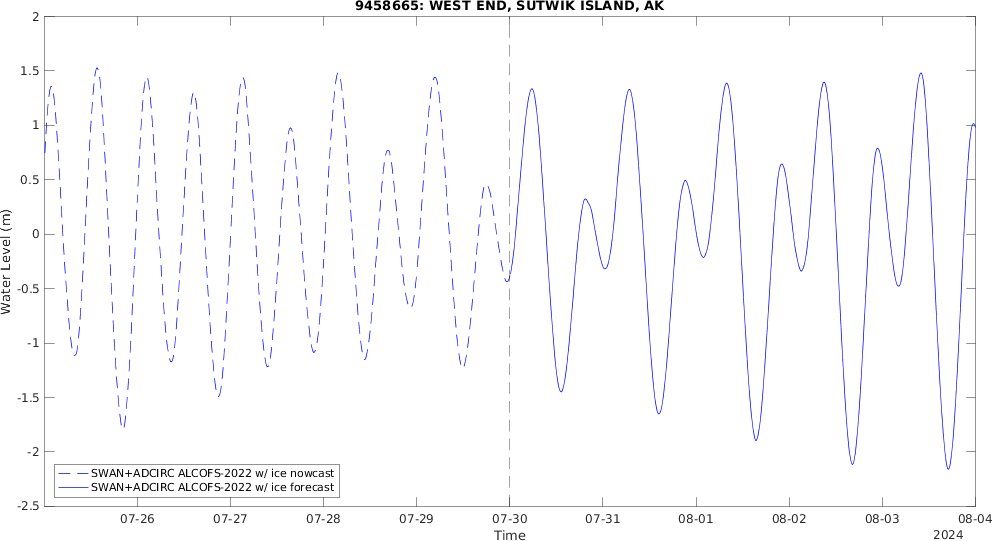 9458665: WEST END, SUTWIK ISLAND, AK
2
1.5
1
0.5
0
-0.5
-1
-1.5
-2
-2.5
Water Level (m)
SWAN+ADCIRC ALCOFS-2022 w/ ice nowcast
SWAN+ADCIRC ALCOFS-2022 w/ ice forecast
07-26 07-27 07-28 07-29 07-30 07-31 08-01 08-02 08-03 08-04
Time
2024